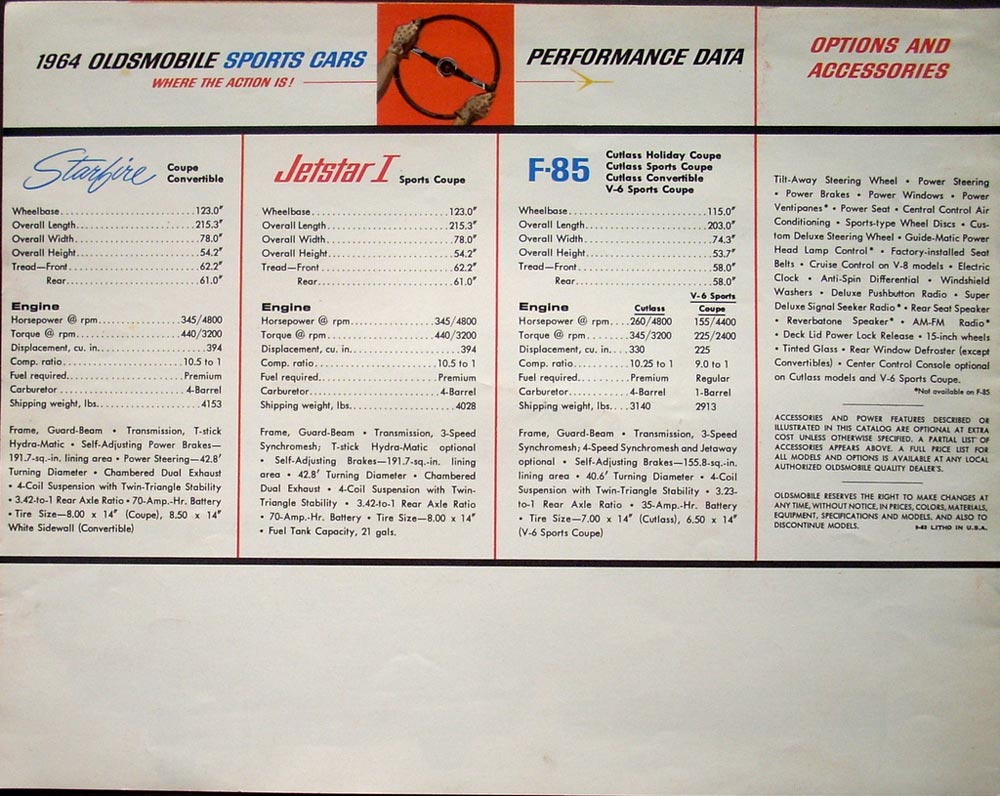 1964 OLDSMOBILE SPORTS CARS
WHERE THE ACTION IS!
PERFORMANCE DATA
OPTIONS AND
ACCESSORIES
Starfire
Coupe
Convertible
Wheelbase 123.0″
Overall Length 215.3″
Overall Width 78.0″
Overall Height 54.2″
Tread—Front 62.2″
Rear 61.0″
Engine
Horsepower @ rpm 345/4800
Torque @ rpm 440/3200
Displacement, cu. in. 394
Comp. ratio 10.5 to 1
Fuel required Premium
Carburetor 4-Barrel
Shipping weight, lbs. 4153
Frame, Guard-Beam • Transmission, T-stick
Hydra-Matic • Self-Adjusting Power Brakes—
191.7-sq.-in. lining area • Power Steering—42.8′
Turning Diameter • Chambered Dual Exhaust
• 4-Coil Suspension with Twin-Triangle Stability
• 3.42-to-1 Rear Axle Ratio • 70-Amp.-Hr. Battery
• Tire Size—8.00 x 14″ (Coupe), 8.50 x 14″
White Sidewall (Convertible)
Jetstar I
Sports Coupe
Wheelbase 123.0″
Overall Length 215.3″
Overall Width 78.0″
Overall Height 54.2″
Tread—Front 62.2″
Rear 61.0″
Engine
Horsepower @ rpm 345/4800
Torque @ rpm 440/3200
Displacement, cu. in. 394
Comp. ratio 10.5 to 1
Fuel required Premium
Carburetor 4-Barrel
Shipping weight, lbs. 4028
Frame, Guard-Beam • Transmission, 3-Speed
Synchromesh; T-stick Hydra-Matic optional
• Self-Adjusting Brakes—191.7-sq.-in. lining
area • 42.8′ Turning Diameter • Chambered
Dual Exhaust • 4-Coil Suspension with Twin-
Triangle Stability • 3.42-to-1 Rear Axle Ratio
• 70-Amp.-Hr. Battery • Tire Size—8.00 x 14″
• Fuel Tank Capacity, 21 gals.
F-85
Cutlass Holiday Coupe
Cutlass Sports Coupe
Cutlass Convertible
V-6 Sports Coupe
Wheelbase 115.0″
Overall Length 203.0″
Overall Width 74.3″
Overall Height 53.7″
Tread—Front 58.0″
Rear 58.0″
Engine Cutlass V-6 Sports Coupe
Horsepower @ rpm 260/4800 155/4400
Torque @ rpm 345/3200 225/2400
Displacement, cu. in. 330 225
Comp. ratio 10.25 to 1 9.0 to 1
Fuel required Premium Regular
Carburetor 4-Barrel 1-Barrel
Shipping weight, lbs. 3140 2913
Frame, Guard-Beam • Transmission, 3-Speed
Synchromesh; 4-Speed Synchromesh and Jetaway
optional • Self-Adjusting Brakes—155.8-sq.-in.
lining area • 40.6′ Turning Diameter • 4-Coil
Suspension with Twin-Triangle Stability • 3.23-
to-1 Rear Axle Ratio • 35-Amp.-Hr. Battery
• Tire Size—7.00 x 14″ (Cutlass), 6.50 x 14″
(V-6 Sports Coupe)
Tilt-Away Steering Wheel • Power Steering
• Power Brakes • Power Windows • Power
Ventipanes* • Power Seat • Central Control Air
Conditioning • Sports-type Wheel Discs • Cus-
tom Deluxe Steering Wheel • Guide-Matic Power
Head Lamp Control* • Factory-installed Seat
Belts • Cruise Control on V-8 models • Electric
Clock • Anti-Spin Differential • Windshield
Washers • Deluxe Pushbutton Radio • Super
Deluxe Signal Seeker Radio* • Rear Seat Speaker
• Reverbatone Speaker* • AM-FM Radio*
• Deck Lid Power Lock Release • 15-inch wheels
• Tinted Glass • Rear Window Defroster (except
Convertibles) • Center Control Console optional
on Cutlass models and V-6 Sports Coupe.
*Not available on F-85
ACCESSORIES AND POWER FEATURES DESCRIBED OR
ILLUSTRATED IN THIS CATALOG ARE OPTIONAL AT EXTRA
COST UNLESS OTHERWISE SPECIFIED. A PARTIAL LIST OF
ACCESSORIES APPEARS ABOVE. A FULL PRICE LIST FOR
ALL MODELS AND OPTIONS IS AVAILABLE AT ANY LOCAL
AUTHORIZED OLDSMOBILE QUALITY DEALER'S.
OLDSMOBILE RESERVES THE RIGHT TO MAKE CHANGES AT
ANY TIME, WITHOUT NOTICE, IN PRICES, COLORS, MATERIALS,
EQUIPMENT, SPECIFICATIONS AND MODELS, AND ALSO TO
DISCONTINUE MODELS.
LITHO IN U.S.A.